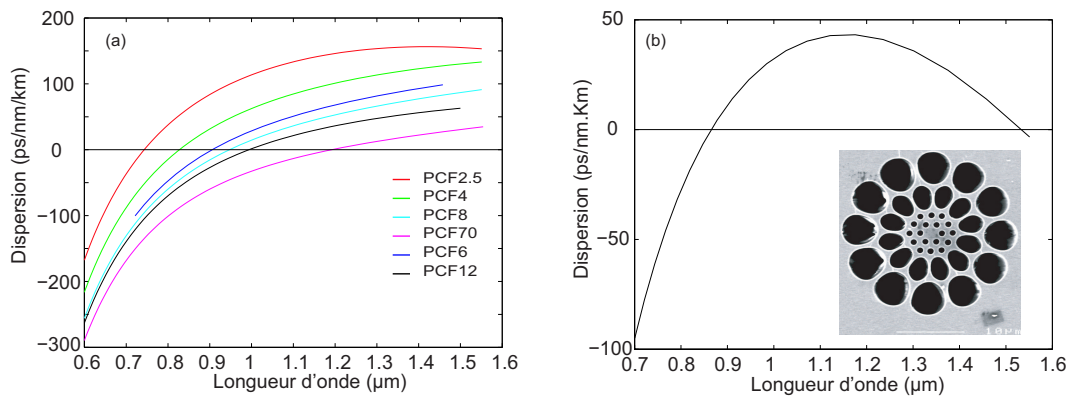 (a)
Dispersion (ps/nm/km)
200
100
0
−100
−200
−300
0.6 0.7 0.8 0.9 1.0 1.1 1.2 1.3 1.4 1.5 1.6
Longueur d’onde (µm)
PCF2.5
PCF4
PCF8
PCF70
PCF6
PCF12
(b)
Dispersion (ps/nm.Km)
50
0
−50
−100
0.7 0.8 0.9 1 1.1 1.2 1.3 1.4 1.5 1.6
Longueur d’onde (µm)
10µm